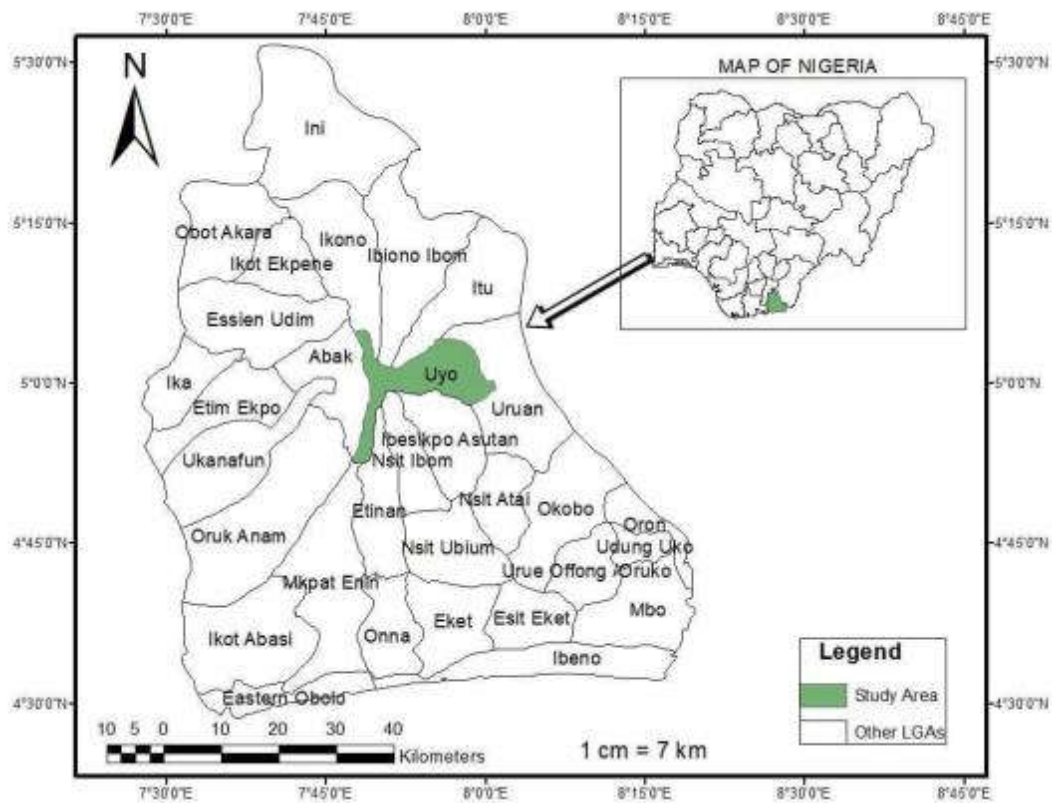 7°30'0"E 7°45'0"E 8°0'0"E 8°15'0"E 8°30'0"E 8°45'0"E
5°30'0"N 5°30'0"N
N
MAP OF NIGERIA
Ini
5°15'0"N 5°15'0"N
Obot Akara
Ikono
Ibiono Ibom
Ikot Ekpene
Itu
Essien Udim
Abak
5°0'0"N 5°0'0"N
Ika
Uyo
Etim Ekpo
Uruan
Ibesikpo Asutan
Ukanafun
Nsit Ibom
Nsit Atai
Etinan
Okobo
Oron
Oruk Anam
4°45'0"N 4°45'0"N
Nsit Ubium
Udung Uko
Urue Offong /Oruko
Mkpat Enin
Mbo
Ikot Abasi
Onna
Eket
Esit Eket
Ibeno
Eastern Obolo
4°30'0"N 4°30'0"N
Legend
Study Area
Other LGAs
10 5 0 10 20 30 40
Kilometers
1 cm = 7 km
7°30'0"E 7°45'0"E 8°0'0"E 8°15'0"E 8°30'0"E 8°45'0"E